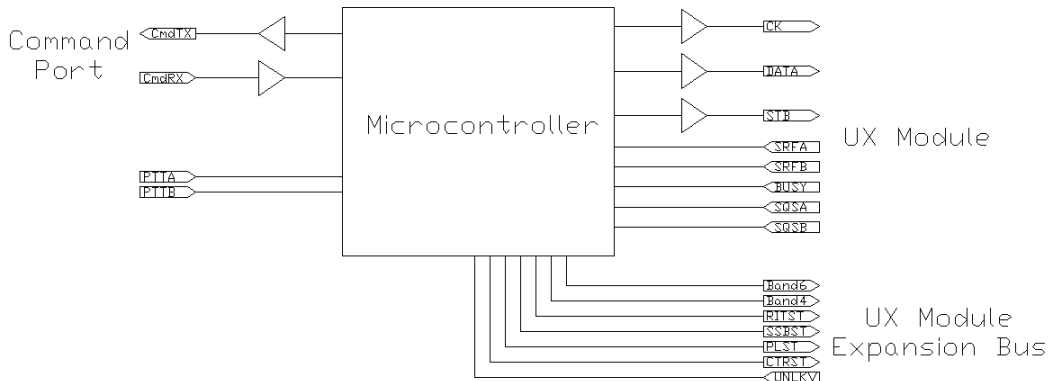 Command
Port
CmdTX
CmdRX
PTTA
PTTB
Microcontroller
CK
DATA
STB
SRFA
SRFB
BUSY
SQSA
SQSB
UX Module
Band6
Band4
RITST
SSBST
PLST
CTRST
UNLKV
UX Module
Expansion Bus